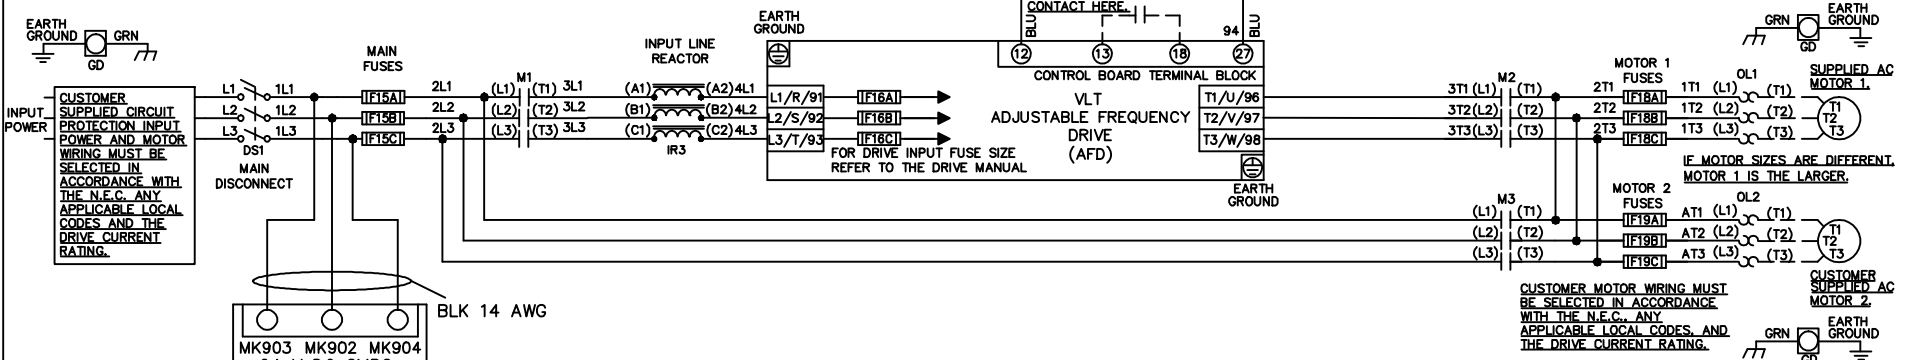 EARTH
GROUND
GRN
GD
INPUT
POWER
CUSTOMER
SUPPLIED CIRCUIT
PROTECTION INPUT
POWER AND MOTOR
WIRING MUST BE
SELECTED IN
ACCORDANCE WITH
THE N.E.C. ANY
APPLICABLE LOCAL
CODES AND THE
DRIVE CURRENT
RATING.
L1 1L1
L2 1L2
L3 1L3
DS1
MAIN
DISCONNECT
MAIN
FUSES
F15A
F15B
F15C
2L1
2L2
2L3
M1
(L1) (T1) 3L1
(L2) (T2) 3L2
(L3) (T3) 3L3
INPUT LINE
REACTOR
(A1) (A2) 4L1
(B1) (B2) 4L2
(C1) (C2) 4L3
IR3
BLK 14 AWG
MK903 MK902 MK904
EARTH
GROUND
L1/R/91
L2/S/92
L3/T/93
F16A
F16B
F16C
FOR DRIVE INPUT FUSE SIZE
REFER TO THE DRIVE MANUAL
CONTACT HERE.
BLU
94
BLU
12 13 18 27
CONTROL BOARD TERMINAL BLOCK
VLT
ADJUSTABLE FREQUENCY
DRIVE
(AFD)
T1/U/96
T2/V/97
T3/W/98
EARTH
GROUND
M2
3T1 (L1) (T1)
3T2 (L2) (T2)
3T3 (L3) (T3)
M3
(L1) (T1)
(L2) (T2)
(L3) (T3)
MOTOR 1
FUSES
2T1 F18A 1T1 (L1) OL1 (T1)
2T2 F18B 1T2 (L2) (T2)
2T3 F18C 1T3 (L3) (T3)
T1
T2
T3
GRN
GD
EARTH
GROUND
SUPPLIED AC
MOTOR 1.
IF MOTOR SIZES ARE DIFFERENT,
MOTOR 1 IS THE LARGER.
MOTOR 2
FUSES
OL2
F19A AT1 (L1) (T1)
F19B AT2 (L2) (T2)
F19C AT3 (L3) (T3)
T1
T2
T3
CUSTOMER
SUPPLIED AC
MOTOR 2.
CUSTOMER MOTOR WIRING MUST
BE SELECTED IN ACCORDANCE
WITH THE N.E.C., ANY
APPLICABLE LOCAL CODES, AND
THE DRIVE CURRENT RATING.
GRN
GD
EARTH
GROUND